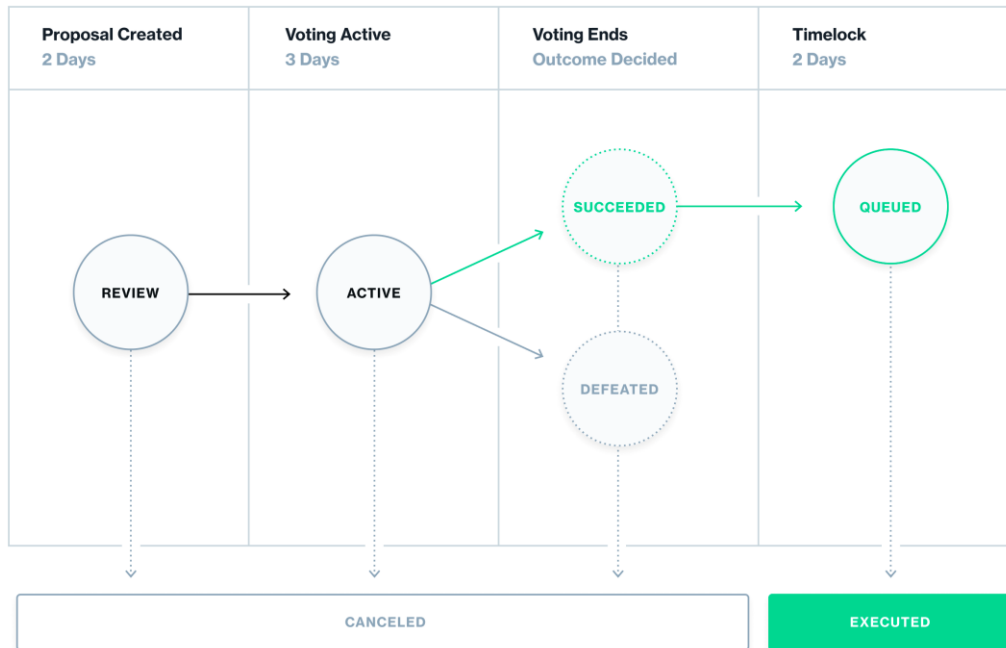 Proposal Created
2 Days
Voting Active
3 Days
Voting Ends
Outcome Decided
Timelock
2 Days
SUCCEEDED
QUEUED
REVIEW
ACTIVE
DEFEATED
CANCELED
EXECUTED